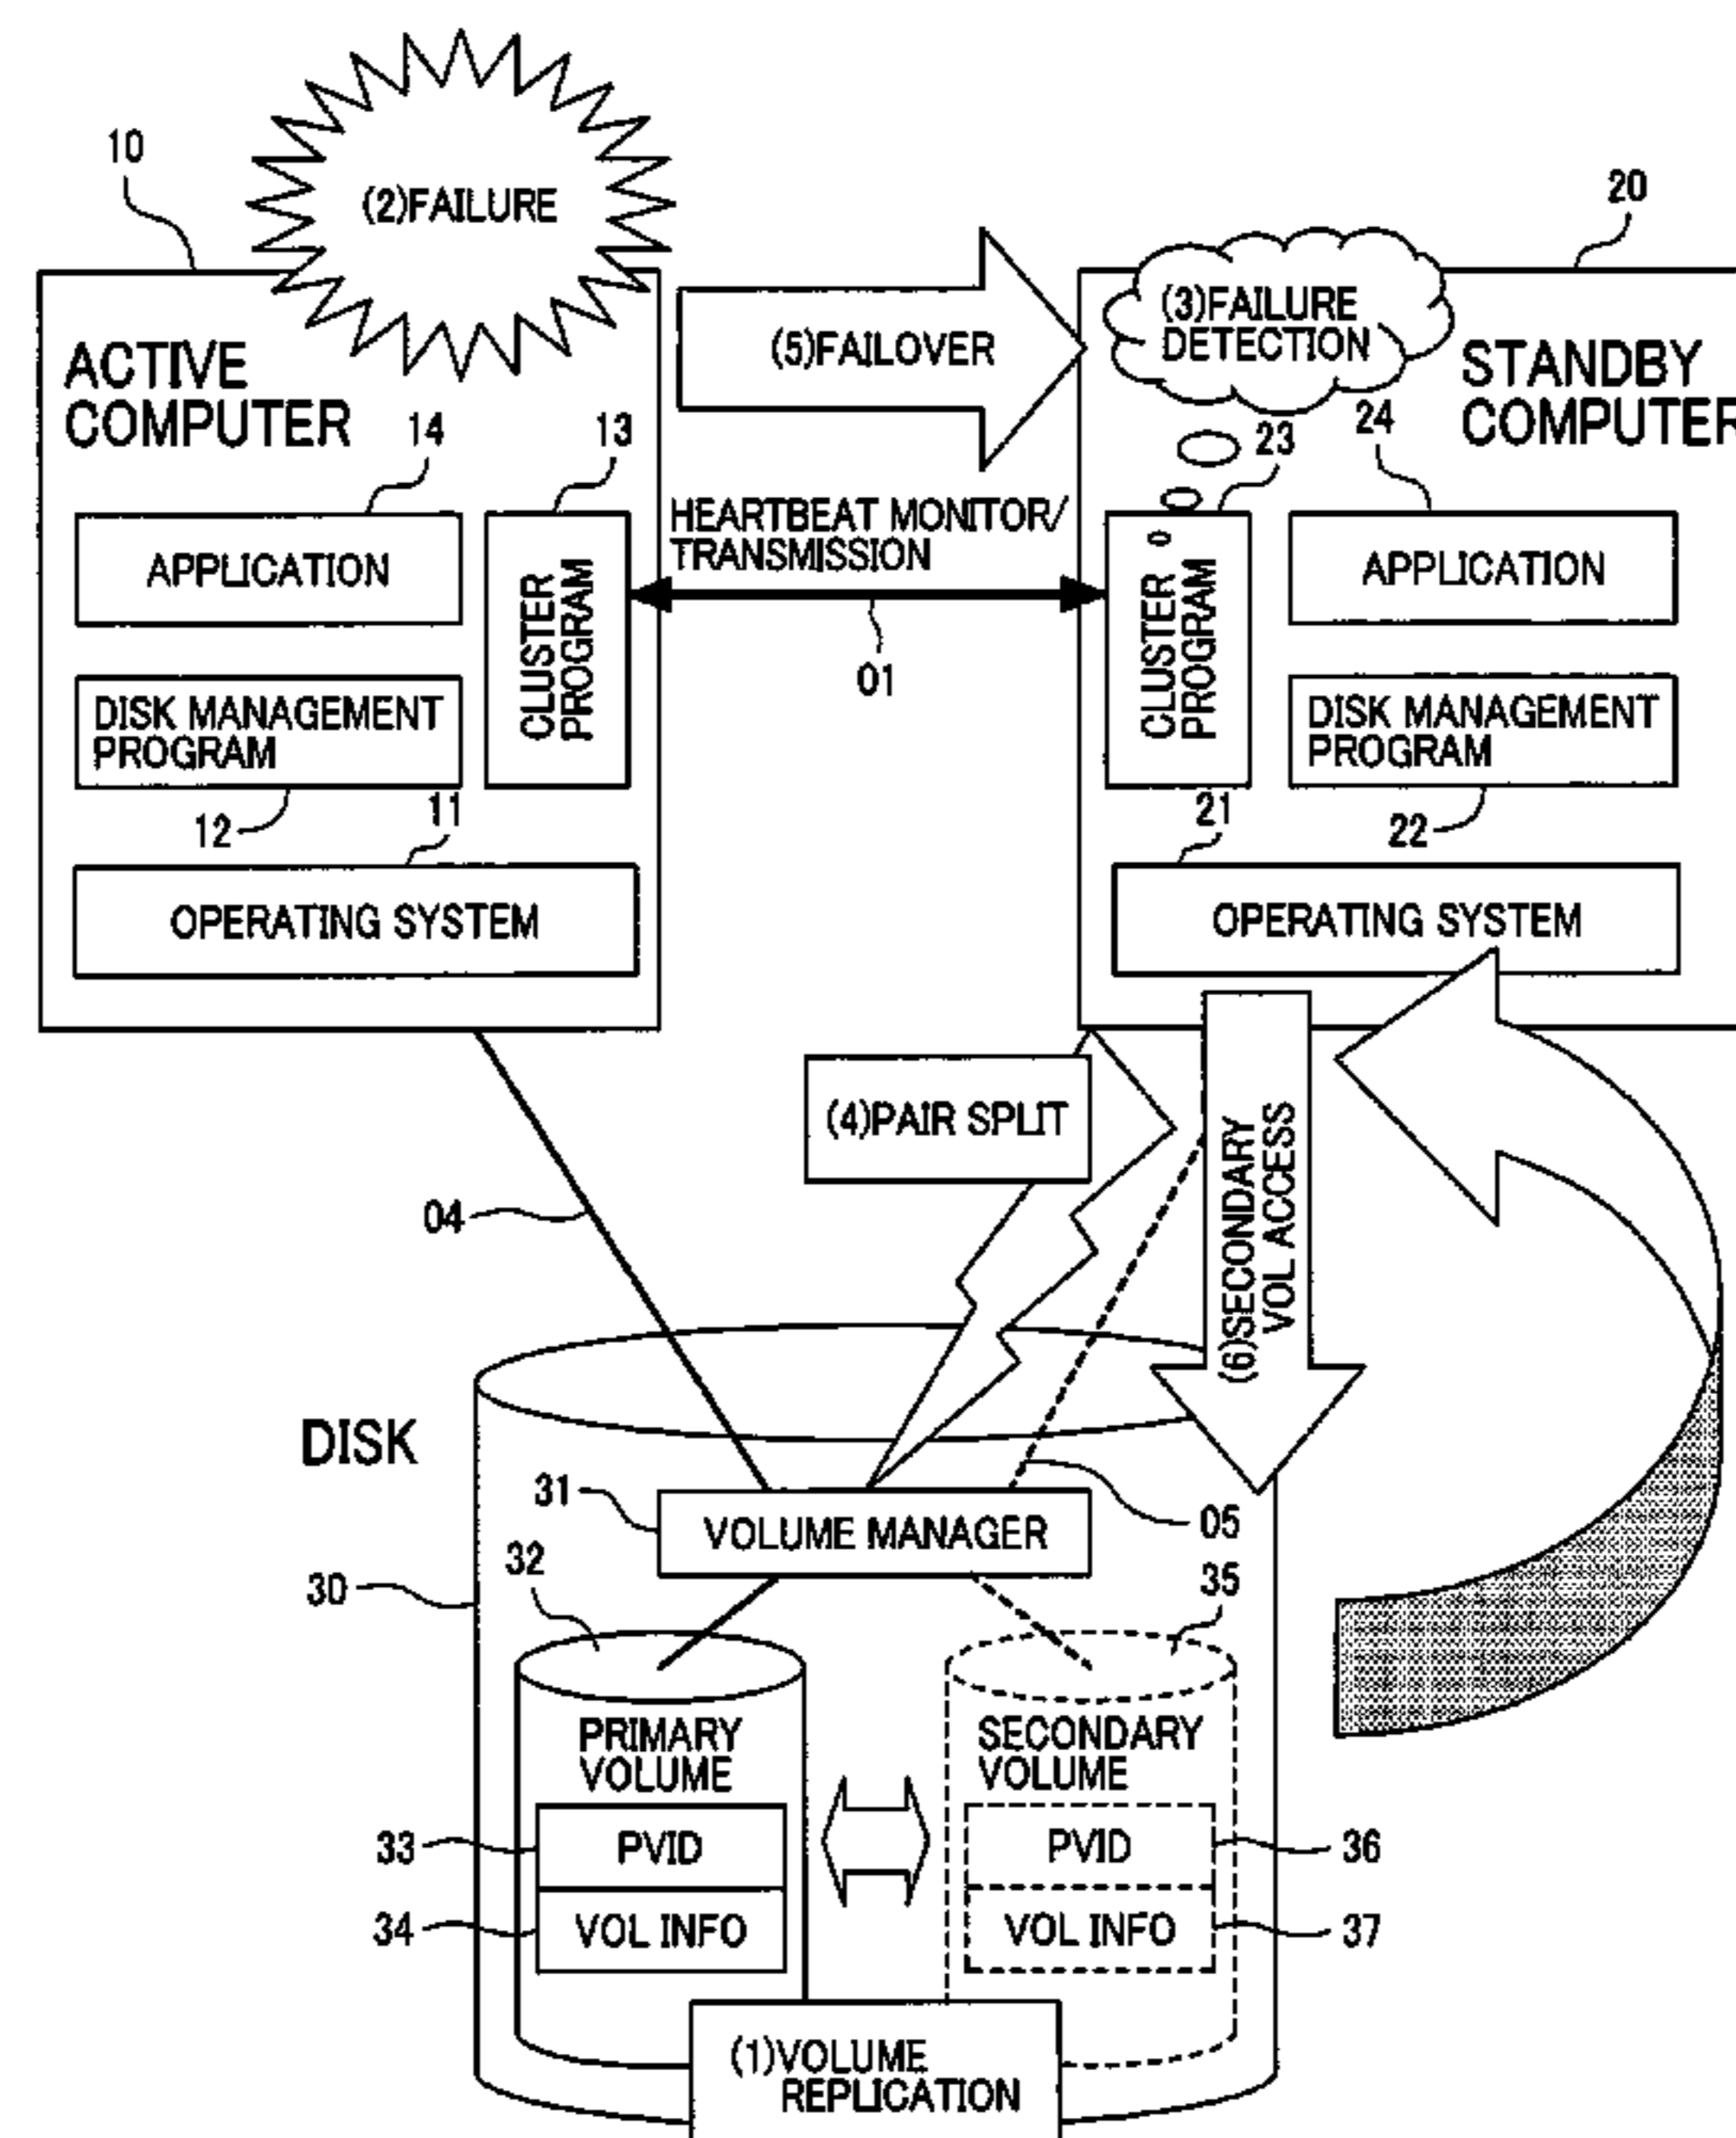 10
(2)FAILURE
20
ACTIVE
COMPUTER
(5)FAILOVER
(3)FAILURE
DETECTION
STANDBY
COMPUTER
14
13
23
24
APPLICATION
CLUSTER
PROGRAM
HEARTBEAT MONITOR/
TRANSMISSION
01
CLUSTER
PROGRAM
APPLICATION
DISK MANAGEMENT
PROGRAM
DISK MANAGEMENT
PROGRAM
12
11
21
22
OPERATING SYSTEM
OPERATING SYSTEM
(4)PAIR SPLIT
(6)SECONDARY
VOL ACCESS
04
DISK
31
VOLUME MANAGER
05
30
32
35
PRIMARY
VOLUME
SECONDARY
VOLUME
33
PVID
PVID
36
34
VOL INFO
VOL INFO
37
(1)VOLUME
REPLICATION